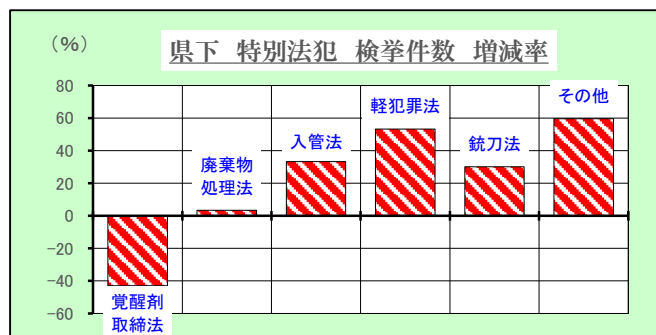 （%）
県下　特別法犯　検挙件数　増減率
80
60
40
20
0
-20
-40
-60
覚醒剤
取締法
廃棄物
処理法
入管法
軽犯罪法
銃刀法
その他